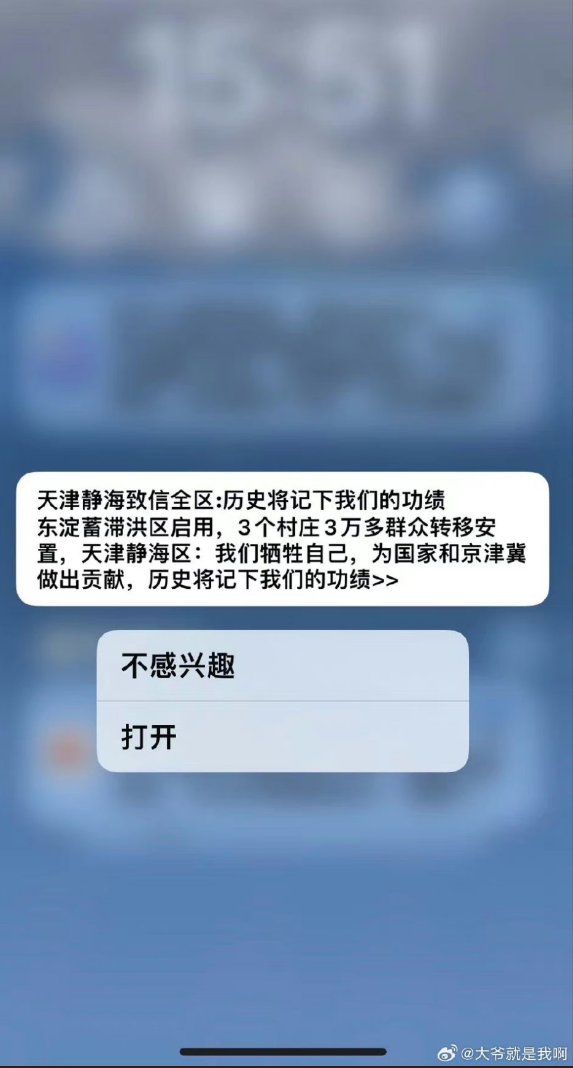 15:51
天津静海致信全区:历史将记下我们的功绩
东淀蓄滞洪区启用，3个村庄3万多群众转移安
置，天津静海区：我们牺牲自己，为国家和京津冀
做出贡献，历史将记下我们的功绩>>
不感兴趣
打开
@大爷就是我啊